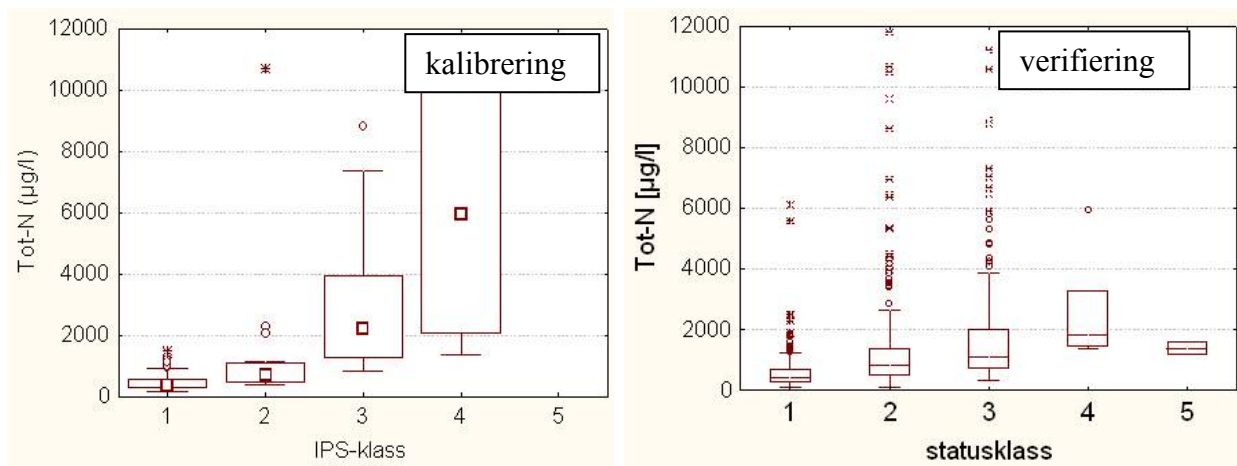 12000
10000
8000
6000
4000
2000
0
Tot-N (µg/l)
kalibrering
1 2 3 4 5
IPS-klass
12000
10000
8000
6000
4000
2000
0
Tot-N [µg/l]
verifiering
1 2 3 4 5
statusklass